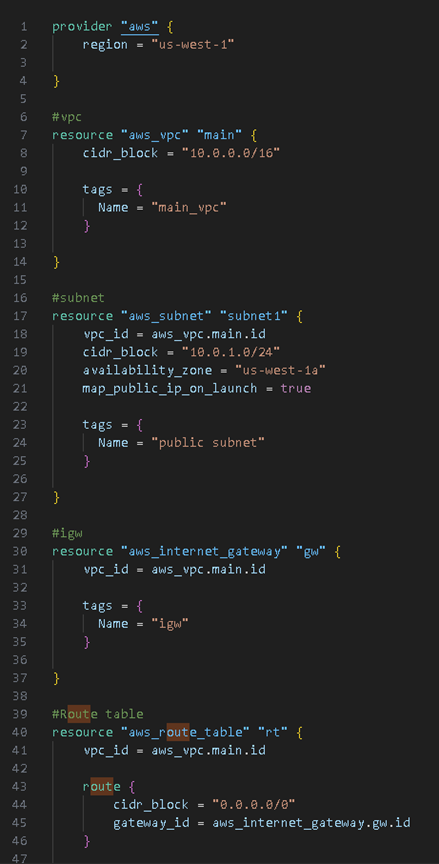 1 provider "aws" {
2 region = "us-west-1"
3
4 }
5
6 #vpc
7 resource "aws_vpc" "main" {
8 cidr_block = "10.0.0.0/16"
9
10 tags = {
11 Name = "main_vpc"
12 }
13
14 }
15
16 #subnet
17 resource "aws_subnet" "subnet1" {
18 vpc_id = aws_vpc.main.id
19 cidr_block = "10.0.1.0/24"
20 availability_zone = "us-west-1a"
21 map_public_ip_on_launch = true
22
23 tags = {
24 Name = "public subnet"
25 }
26
27 }
28
29 #igw
30 resource "aws_internet_gateway" "gw" {
31 vpc_id = aws_vpc.main.id
32
33 tags = {
34 Name = "igw"
35 }
36
37 }
38
39 #Route table
40 resource "aws_route_table" "rt" {
41 vpc_id = aws_vpc.main.id
42
43 route {
44 cidr_block = "0.0.0.0/0"
45 gateway_id = aws_internet_gateway.gw.id
46 }
47